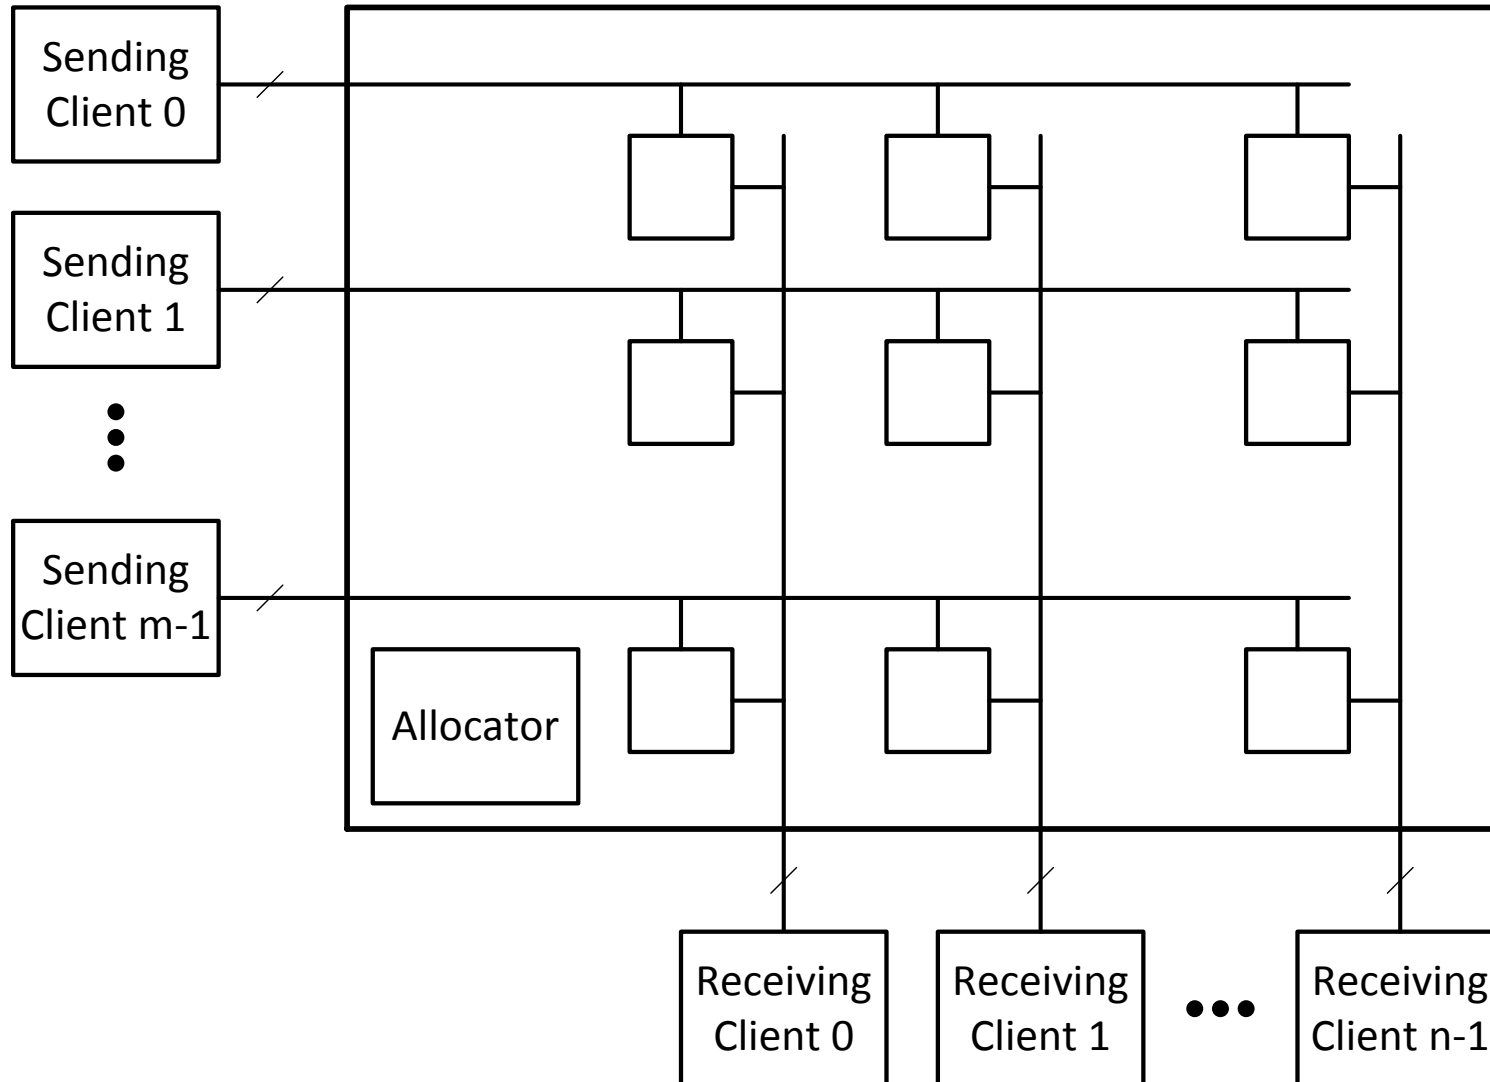 Sending
Client 0
Sending
Client 1
Sending
Client m-1
Allocator
Receiving
Client 0
Receiving
Client 1
Receiving
Client n-1